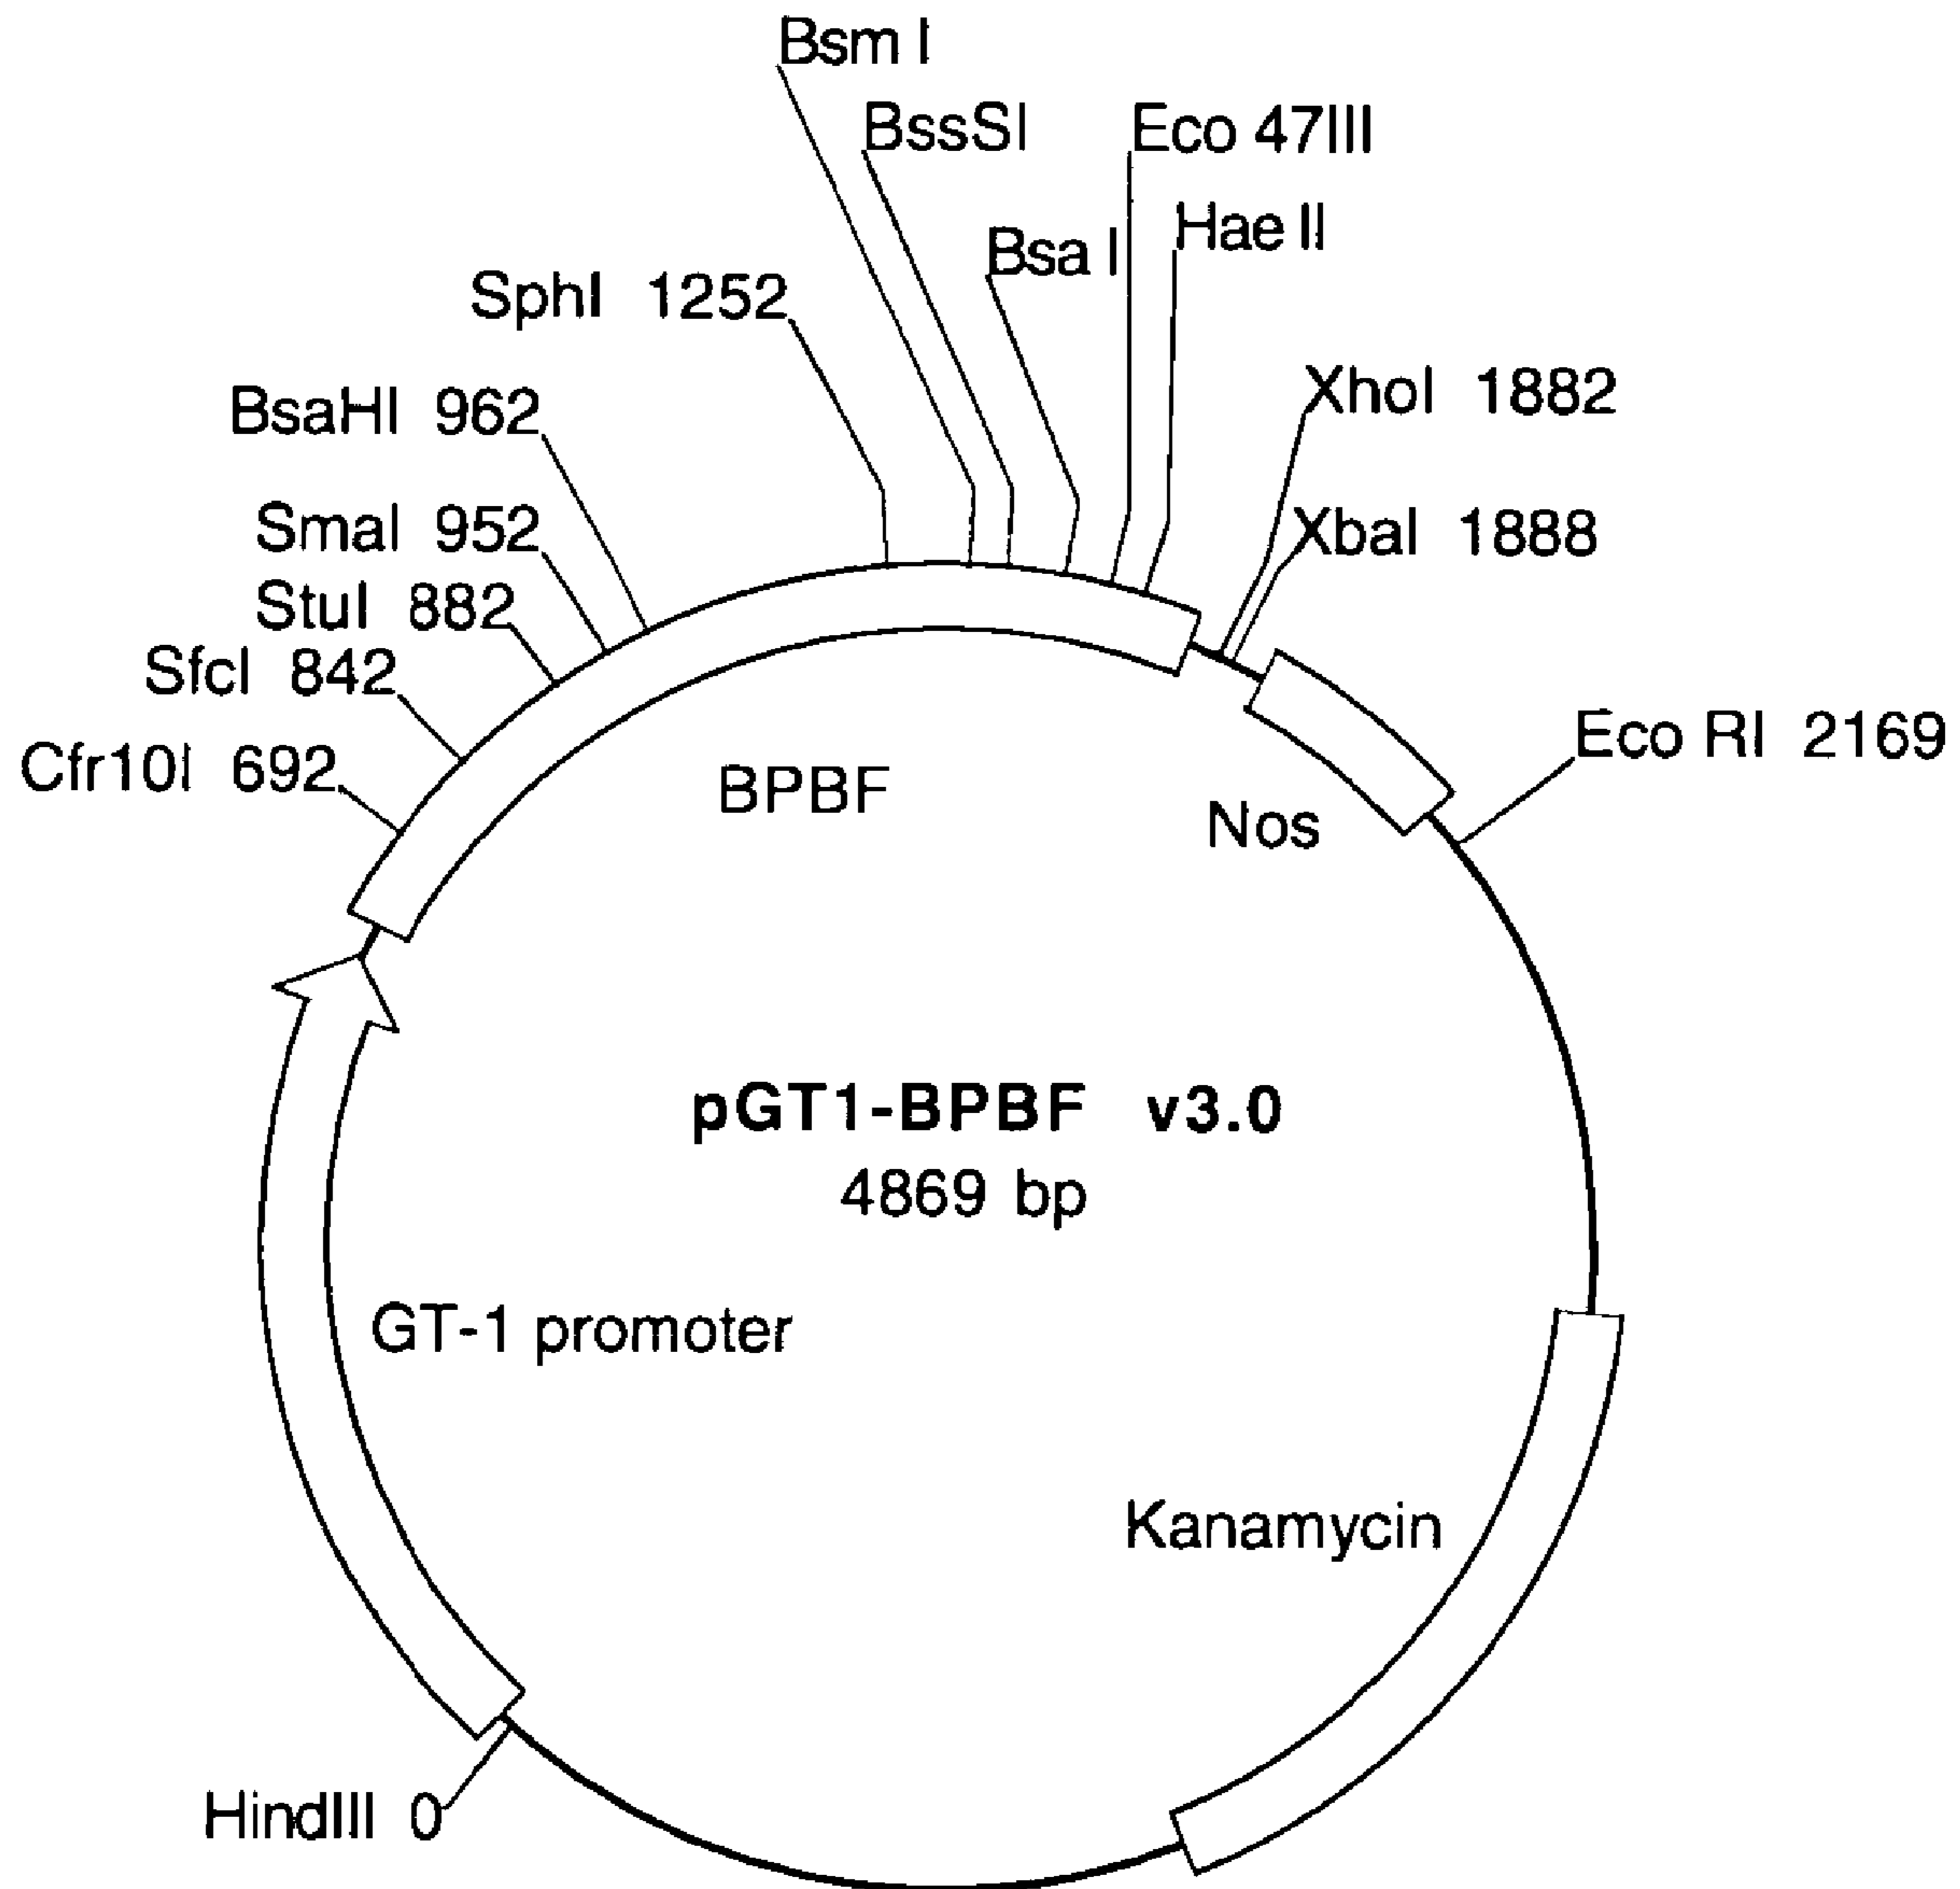 Bsm I
BssSI
Eco 47III
Hae II
Bsa I
SphI 1252
XhoI 1882
BsaHI 962
SmaI 952
XbaI 1888
StuI 882
SfcI 842
Eco RI 2169
Cfr10I 692
BPBF
Nos
pGT1-BPBF v3.0
4869 bp
GT-1 promoter
Kanamycin
HindIII 0